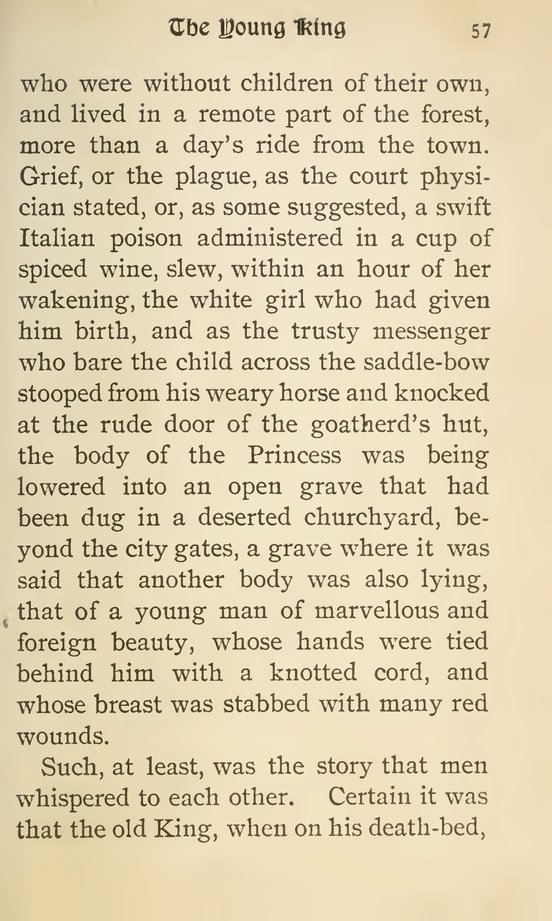 The Young King 57
who were without children of their own,
and lived in a remote part of the forest,
more than a day's ride from the town.
Grief, or the plague, as the court physi-
cian stated, or, as some suggested, a swift
Italian poison administered in a cup of
spiced wine, slew, within an hour of her
wakening, the white girl who had given
him birth, and as the trusty messenger
who bare the child across the saddle-bow
stooped from his weary horse and knocked
at the rude door of the goatherd's hut,
the body of the Princess was being
lowered into an open grave that had
been dug in a deserted churchyard, be-
yond the city gates, a grave where it was
said that another body was also lying,
that of a young man of marvellous and
foreign beauty, whose hands were tied
behind him with a knotted cord, and
whose breast was stabbed with many red
wounds.
Such, at least, was the story that men
whispered to each other. Certain it was
that the old King, when on his death-bed,